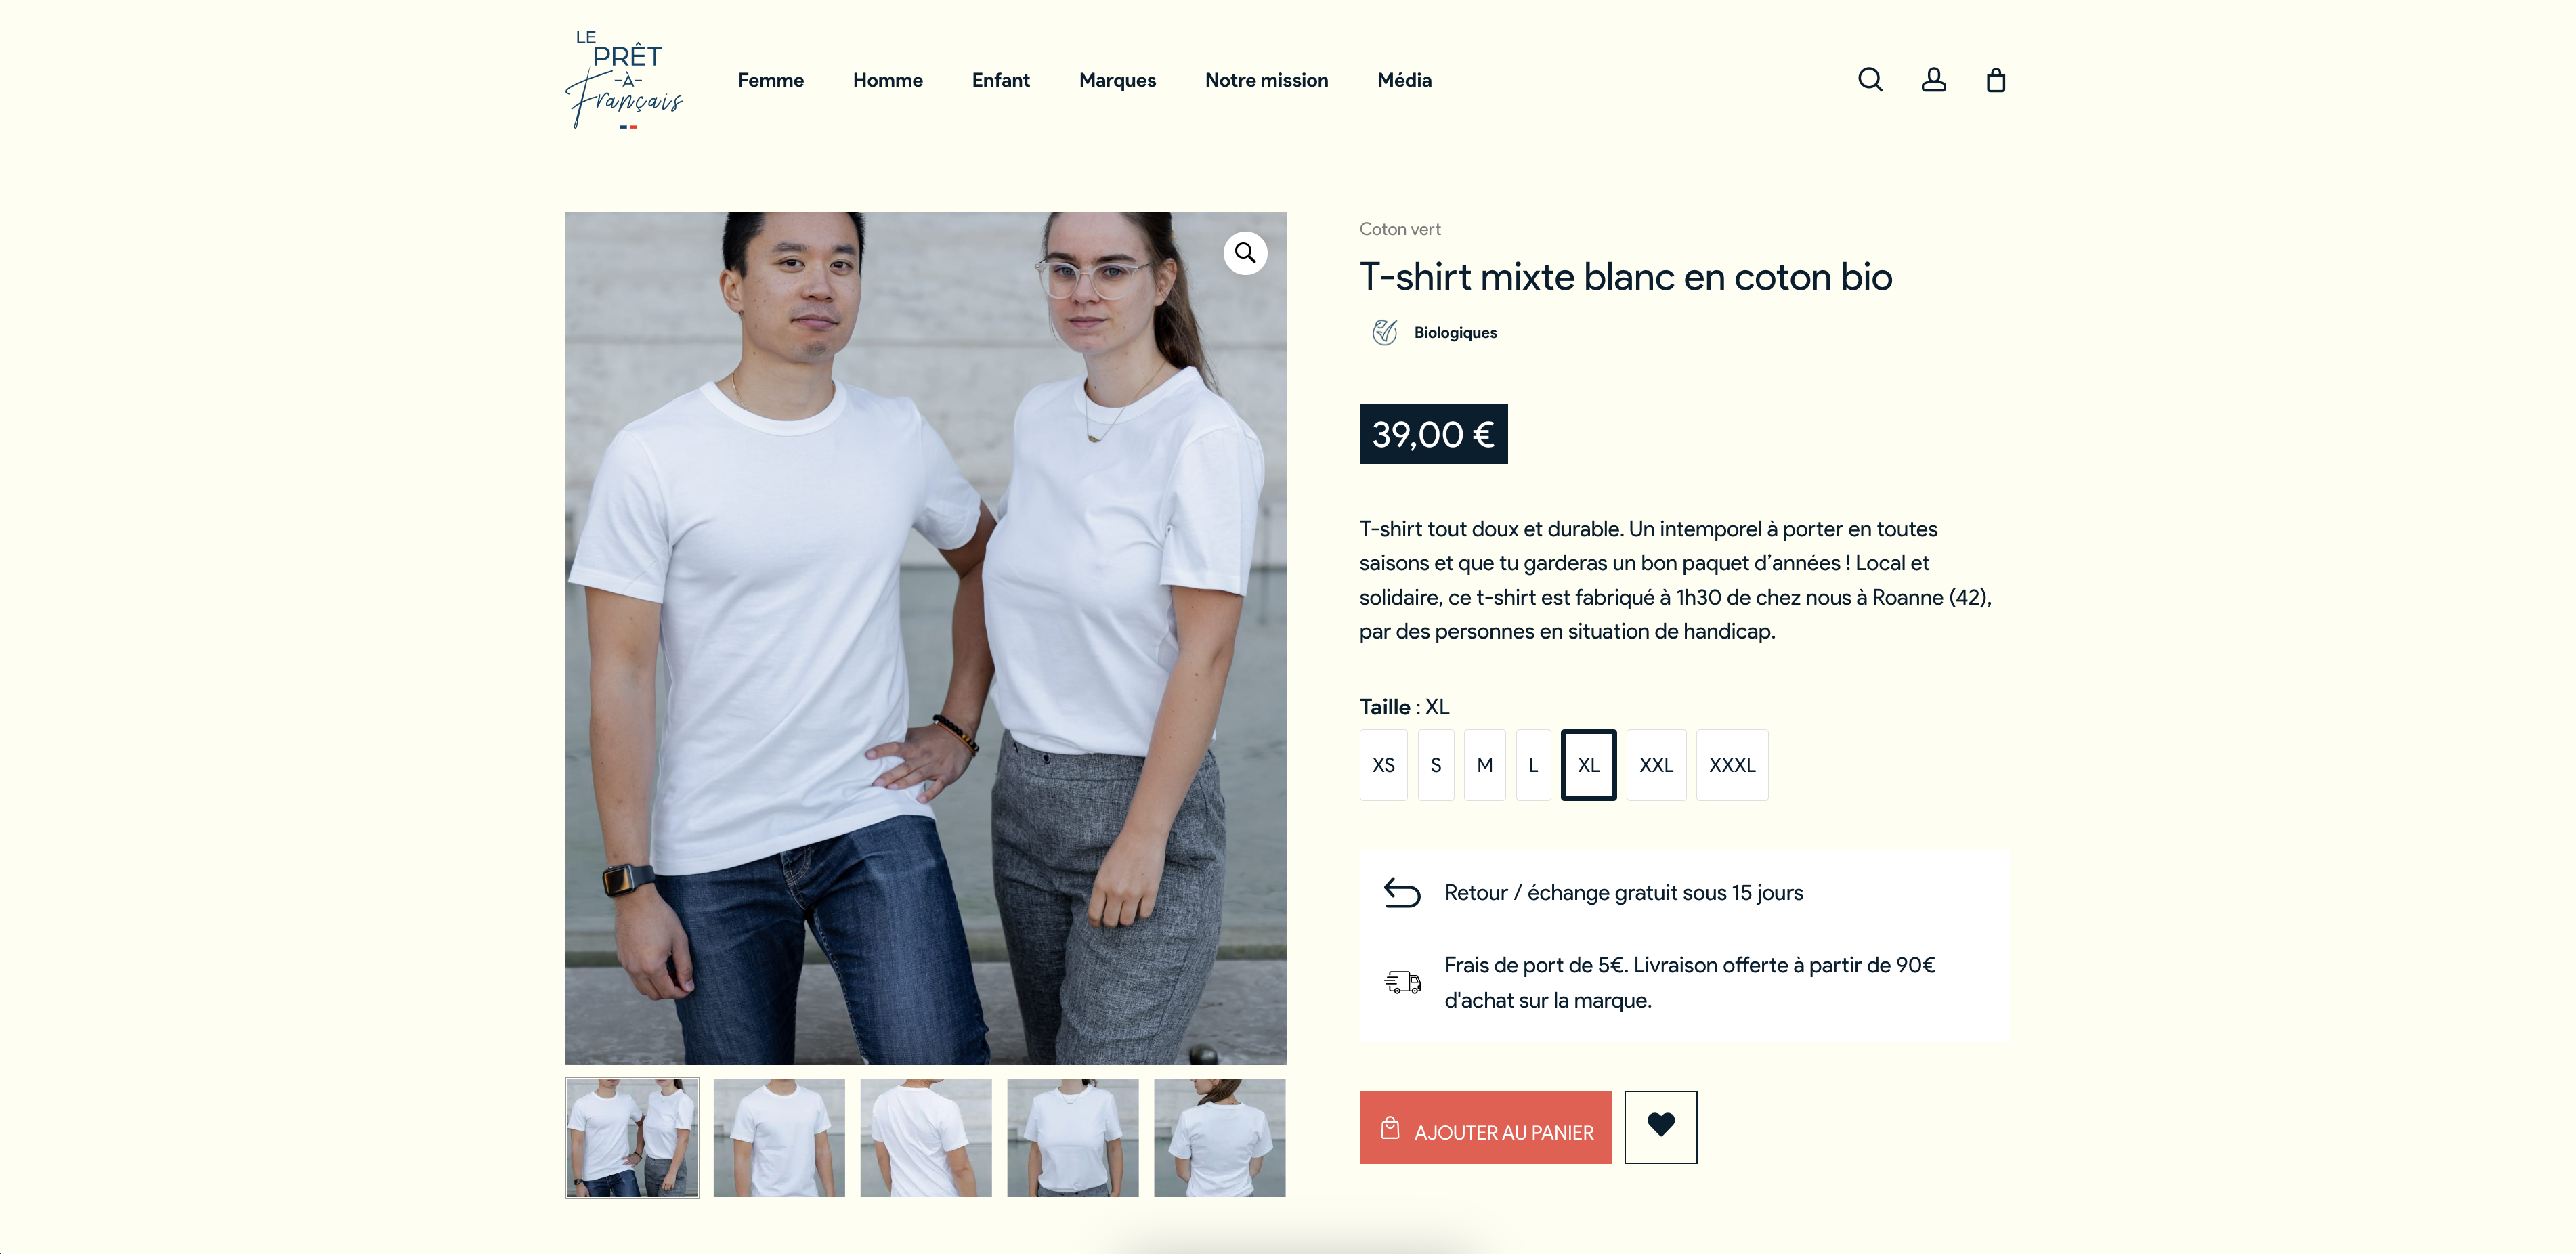 LE
PRÊT
-À-
Français
Femme Homme Enfant Marques Notre mission Média
Coton vert
T-shirt mixte blanc en coton bio
Biologiques
39,00 €
T-shirt tout doux et durable. Un intemporel à porter en toutes
saisons et que tu garderas un bon paquet d’années ! Local et
solidaire, ce t-shirt est fabriqué à 1h30 de chez nous à Roanne (42),
par des personnes en situation de handicap.
Taille : XL
XS S M L XL XXL XXXL
Retour / échange gratuit sous 15 jours
Frais de port de 5€. Livraison offerte à partir de 90€
d'achat sur la marque.
AJOUTER AU PANIER